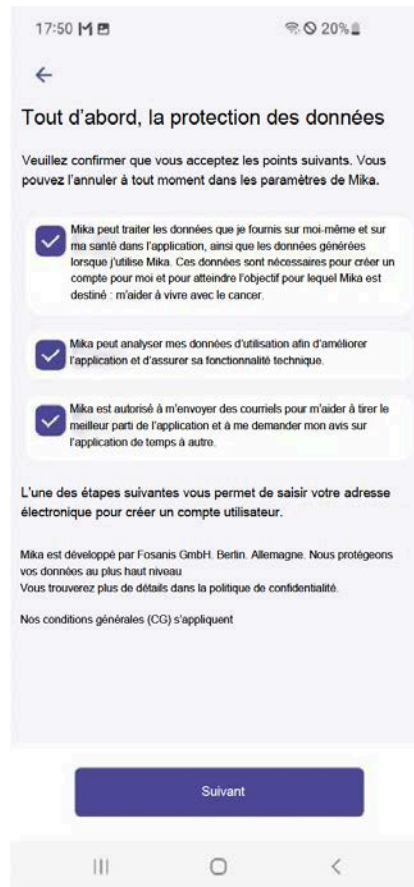 17:50 M 20%
Tout d'abord, la protection des données
Veuillez confirmer que vous acceptez les points suivants. Vous
pouvez l'annuler à tout moment dans les paramètres de Mika.
Mika peut traiter les données que je fournis sur moi-même et sur
ma santé dans l'application, ainsi que les données générées
lorsque j'utilise Mika. Ces données sont nécessaires pour créer un
compte pour moi et pour atteindre l'objectif pour lequel Mika est
destiné : m'aider à vivre avec le cancer.
Mika peut analyser mes données d'utilisation afin d'améliorer
l'application et d'assurer sa fonctionnalité technique.
Mika est autorisé à m'envoyer des courriels pour m'aider à tirer le
meilleur parti de l'application et à me demander mon avis sur
l'application de temps à autre.
L'une des étapes suivantes vous permet de saisir votre adresse
électronique pour créer un compte utilisateur.
Mika est développé par Fosanis GmbH. Berlin. Allemagne. Nous protégeons
vos données au plus haut niveau
Vous trouverez plus de détails dans la politique de confidentialité.
Nos conditions générales (CG) s'appliquent
Suivant